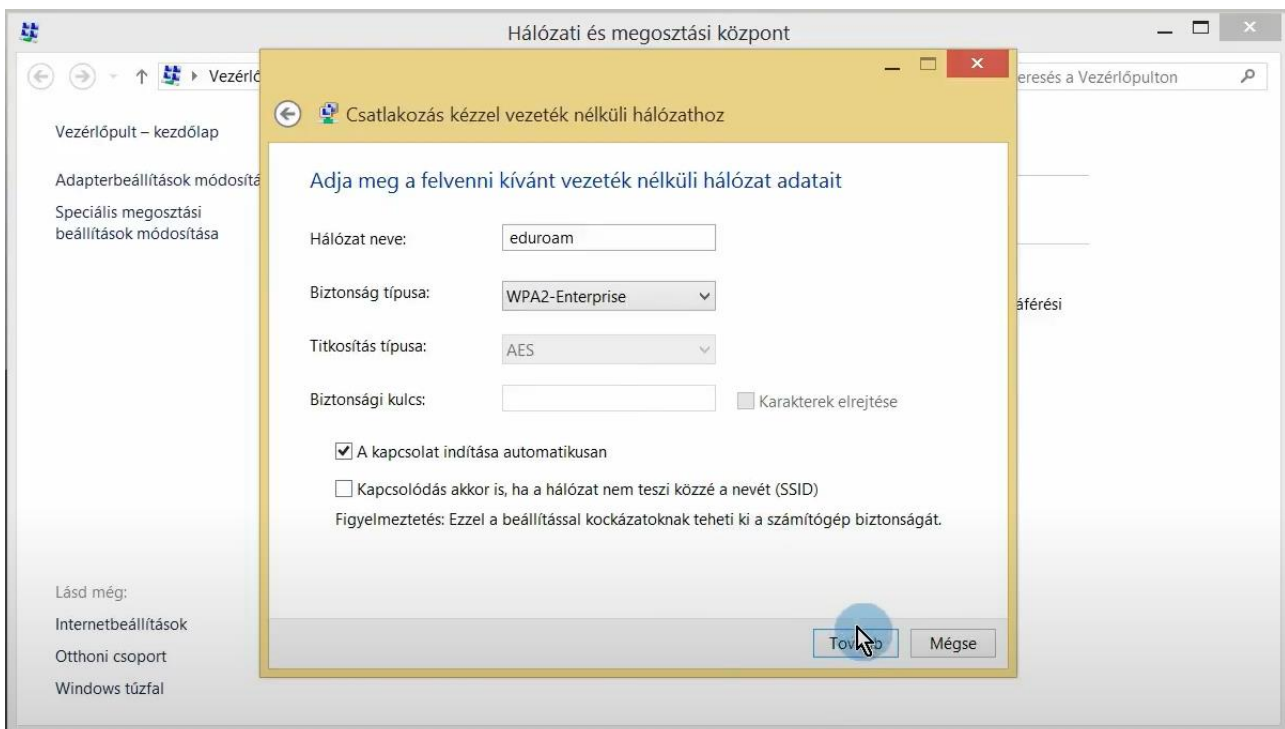 Hálózati és megosztási központ
Vezérlő
eresés a Vezérlőpulton
Csatlakozás kézzel vezeték nélküli hálózathoz
Vezérlőpult – kezdőlap
Adapterbeállítások módosítá
Speciális megosztási
beállítások módosítása
Adja meg a felvenni kívánt vezeték nélküli hálózat adatait
Hálózat neve: eduroam
Biztonság típusa: WPA2-Enterprise
áférési
Titkosítás típusa: AES
Biztonsági kulcs: Karakterek elrejtése
A kapcsolat indítása automatikusan
Kapcsolódás akkor is, ha a hálózat nem teszi közzé a nevét (SSID)
Figyelmeztetés: Ezzel a beállítással kockázatoknak teheti ki a számítógép biztonságát.
Lásd még:
Internetbeállítások
Otthoni csoport
Windows tűzfal
Tovább Mégse